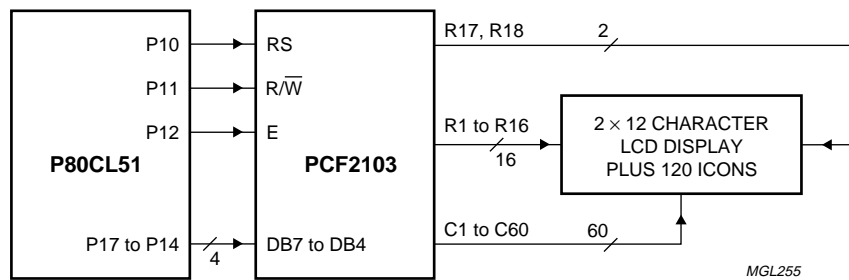 P10 RS R17, R18 2
P11 R/W̅
P12 E R1 to R16 16
P80CL51 PCF2103
2 × 12 CHARACTER
LCD DISPLAY
PLUS 120 ICONS
P17 to P14 4 DB7 to DB4 C1 to C60 60
MGL255